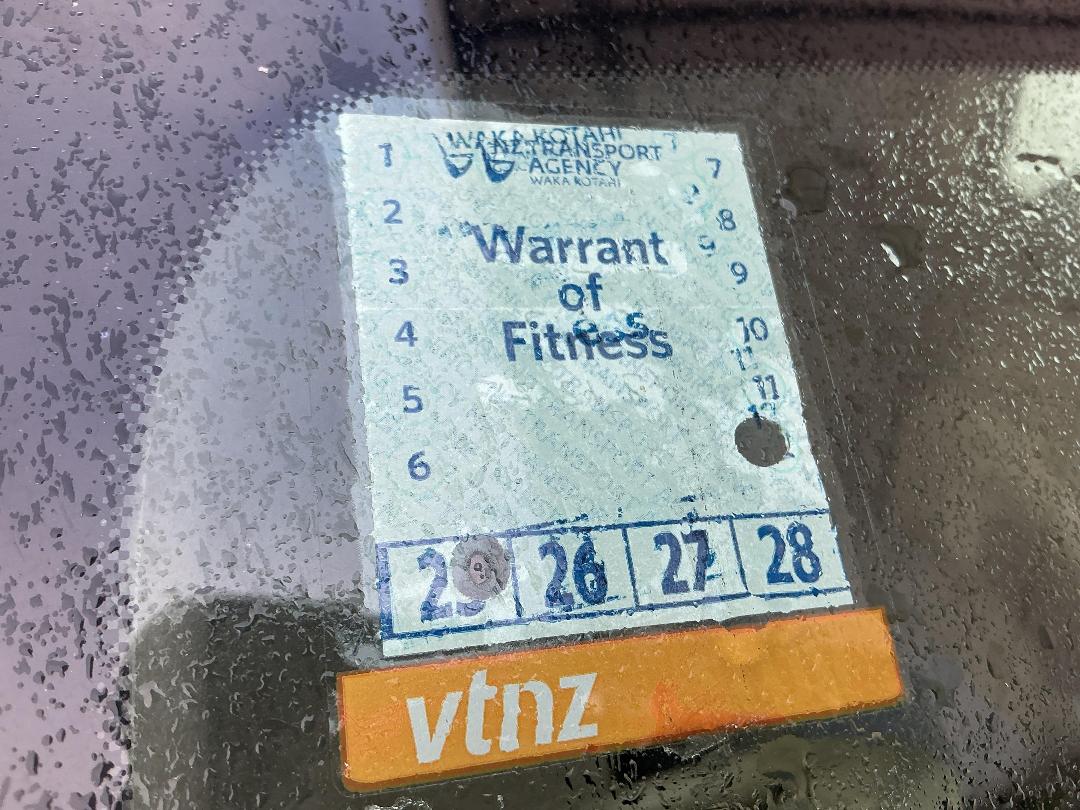 WAKA KOTAHI
NZ TRANSPORT
AGENCY
WAKA KOTAHI
1
7
2
8
Warrant
3
9
of
4
10
Fitness
11
5
11
6
25 26 27 28
vtnz